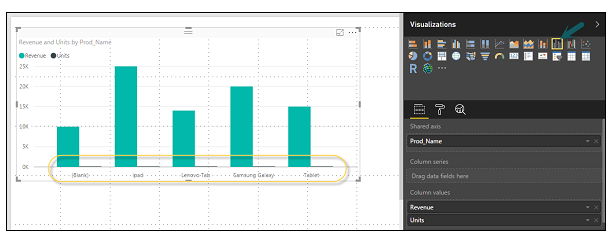 Visualizations
Revenue and Units by Prod_Name
Revenue Units
25K
20K
15K
10K
5K
0K
(Blank) Ipad Lenovo Tab Samsung Galaxy Tablet
R
Shared axis
Prod_Name
Column series
Drag data fields here
Column values
Revenue
Units